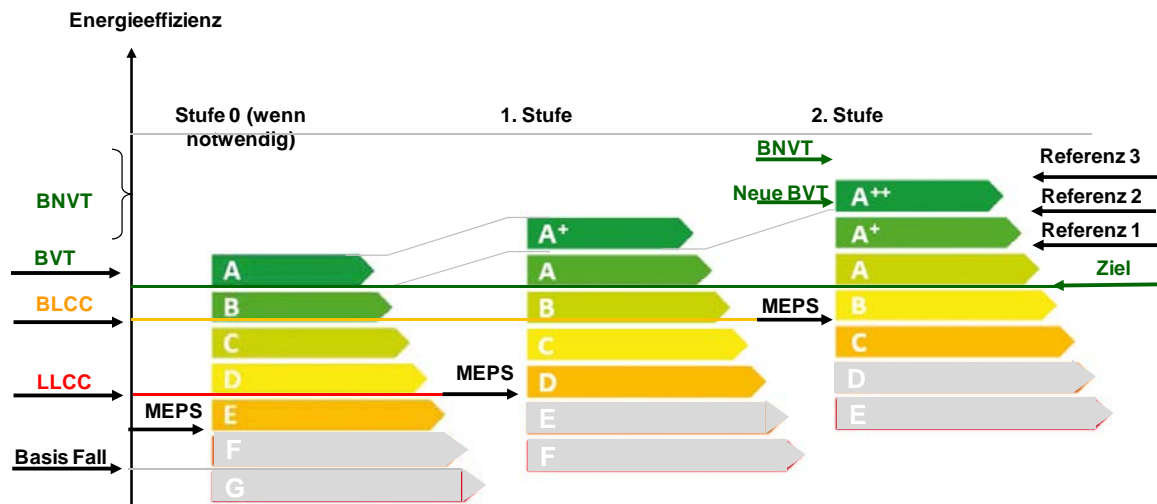 Energieeffizienz
Stufe 0 (wenn
notwendig)
1. Stufe
2. Stufe
BNVT
BVT
BLCC
LLCC
MEPS
Basis Fall
A
B
C
D
E
F
G
MEPS
A+
A
B
C
D
E
F
BNVT
Neue BVT
MEPS
A++
A+
A
B
C
D
E
Referenz 3
Referenz 2
Referenz 1
Ziel